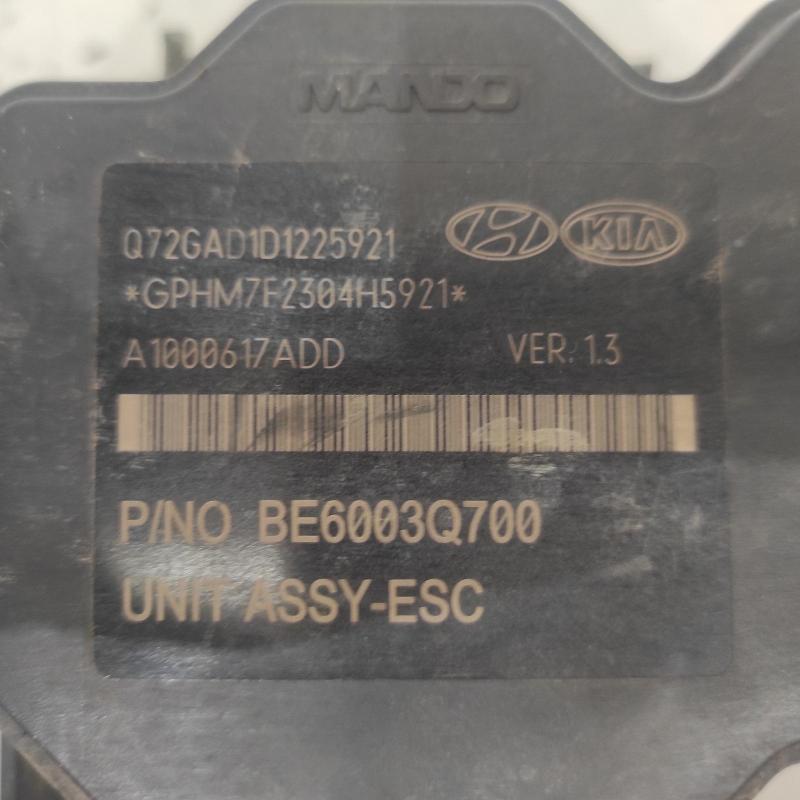 MANDO
Q72GAD1D1225921
KIA
*GPHM7F2304H5921*
A1000617ADD VER: 1.3
P/NO BE6003Q700
UNIT ASSY-ESC